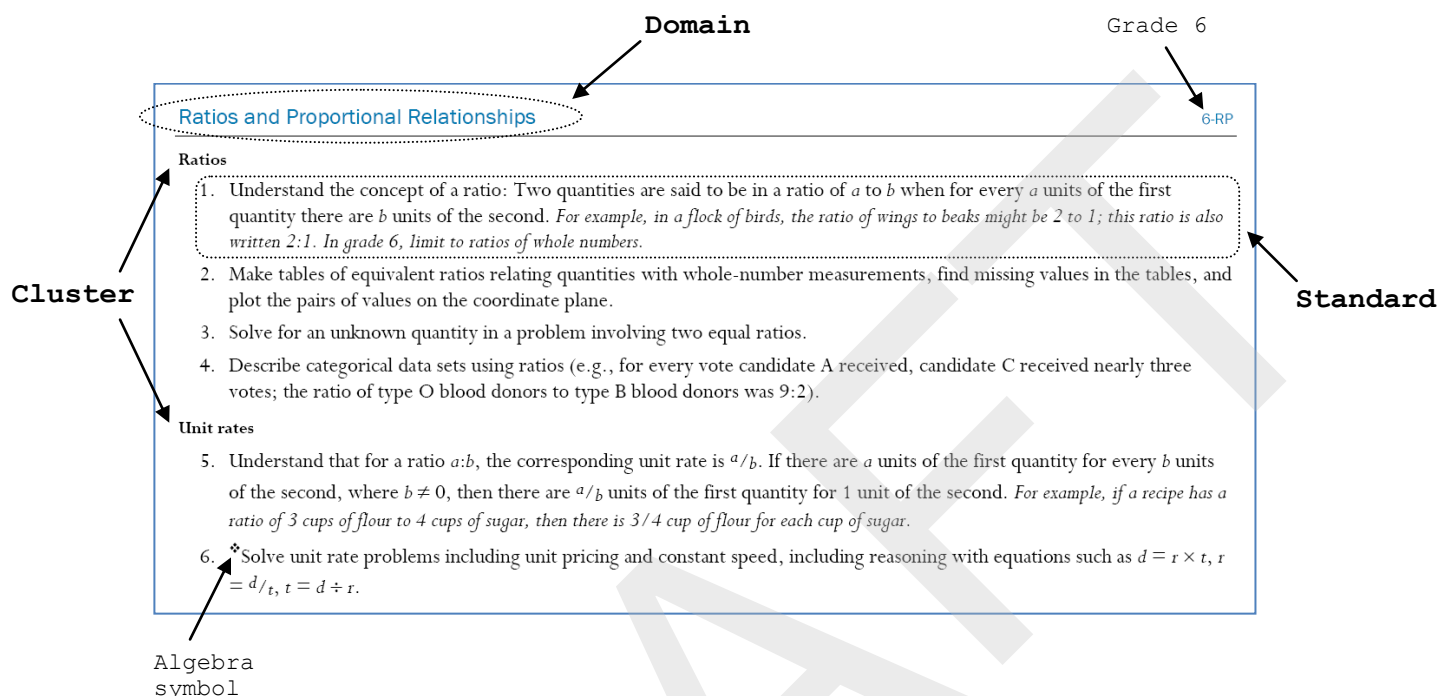 Domain
Grade 6
Ratios and Proportional Relationships
6-RP
Ratios
1. Understand the concept of a ratio: Two quantities are said to be in a ratio of a to b when for every a units of the first
quantity there are b units of the second. For example, in a flock of birds, the ratio of wings to beaks might be 2 to 1; this ratio is also
written 2:1. In grade 6, limit to ratios of whole numbers.
2. Make tables of equivalent ratios relating quantities with whole-number measurements, find missing values in the tables, and
plot the pairs of values on the coordinate plane.
Cluster
Standard
3. Solve for an unknown quantity in a problem involving two equal ratios.
4. Describe categorical data sets using ratios (e.g., for every vote candidate A received, candidate C received nearly three
votes; the ratio of type O blood donors to type B blood donors was 9:2).
Unit rates
5. Understand that for a ratio a:b, the corresponding unit rate is a/b. If there are a units of the first quantity for every b units
of the second, where b ≠ 0, then there are a/b units of the first quantity for 1 unit of the second. For example, if a recipe has a
ratio of 3 cups of flour to 4 cups of sugar, then there is 3/4 cup of flour for each cup of sugar.
6. ❖Solve unit rate problems including unit pricing and constant speed, including reasoning with equations such as d = r × t, r
= d/t, t = d ÷ r.
Algebra
symbol